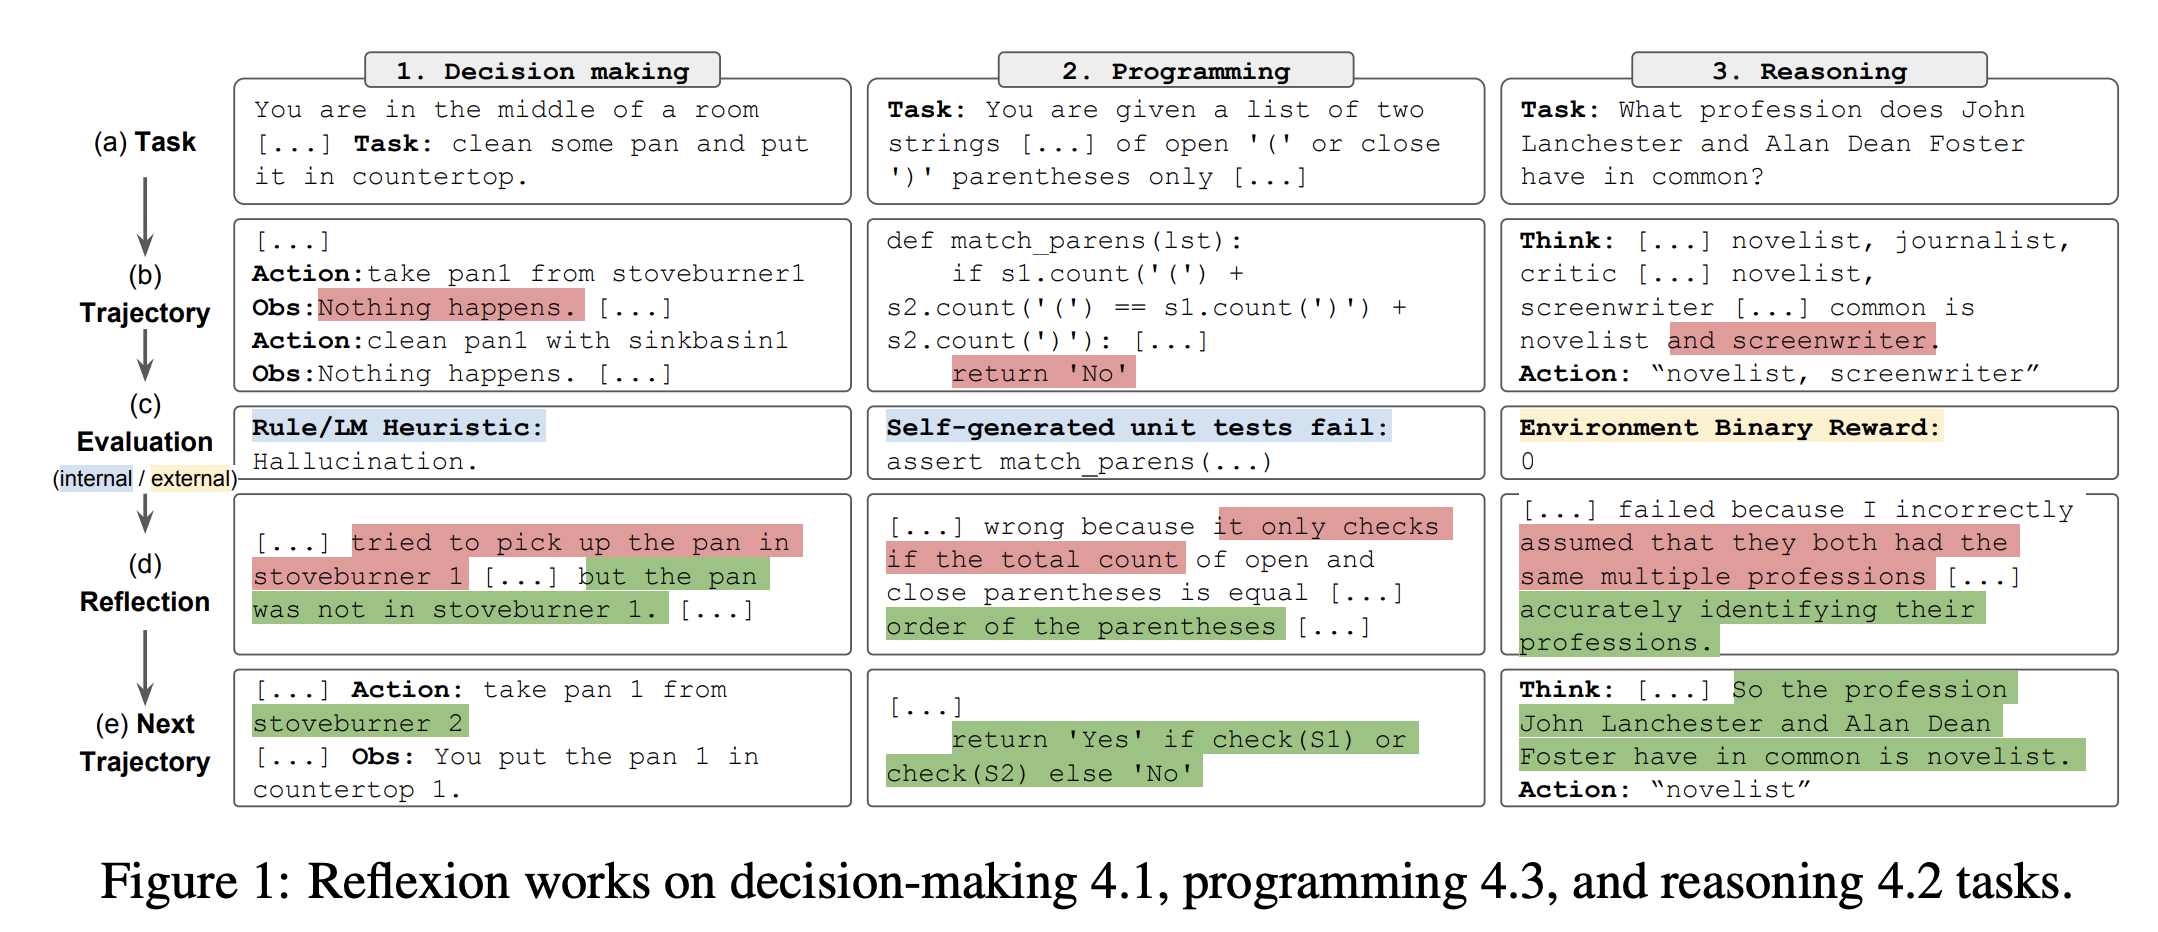 1. Decision making
2. Programming
3. Reasoning
(a) Task
You are in the middle of a room
[...] Task: clean some pan and put
it in countertop.
Task: You are given a list of two
strings [...] of open '(' or close
')' parentheses only [...]
Task: What profession does John
Lanchester and Alan Dean Foster
have in common?
(b)
Trajectory
[...]
Action:take pan1 from stoveburner1
Obs:Nothing happens. [...]
Action:clean pan1 with sinkbasin1
Obs:Nothing happens. [...]
def match_parens(lst):
    if s1.count('(') +
s2.count('(') == s1.count(')') +
s2.count(')'): [...]
    return 'No'
Think: [...] novelist, journalist,
critic [...] novelist,
screenwriter [...] common is
novelist and screenwriter.
Action: “novelist, screenwriter”
(c)
Evaluation
(internal / external)
Rule/LM Heuristic:
Hallucination.
Self-generated unit tests fail:
assert match_parens(...)
Environment Binary Reward:
0
(d)
Reflection
[...] tried to pick up the pan in
stoveburner 1 [...] but the pan
was not in stoveburner 1. [...]
[...] wrong because it only checks
if the total count of open and
close parentheses is equal [...]
order of the parentheses [...]
[...] failed because I incorrectly
assumed that they both had the
same multiple professions [...]
accurately identifying their
professions.
(e) Next
Trajectory
[...] Action: take pan 1 from
stoveburner 2
[...] Obs: You put the pan 1 in
countertop 1.
[...]
    return 'Yes' if check(S1) or
check(S2) else 'No'
Think: [...] So the profession
John Lanchester and Alan Dean
Foster have in common is novelist.
Action: “novelist”
Figure 1: Reflexion works on decision-making 4.1, programming 4.3, and reasoning 4.2 tasks.